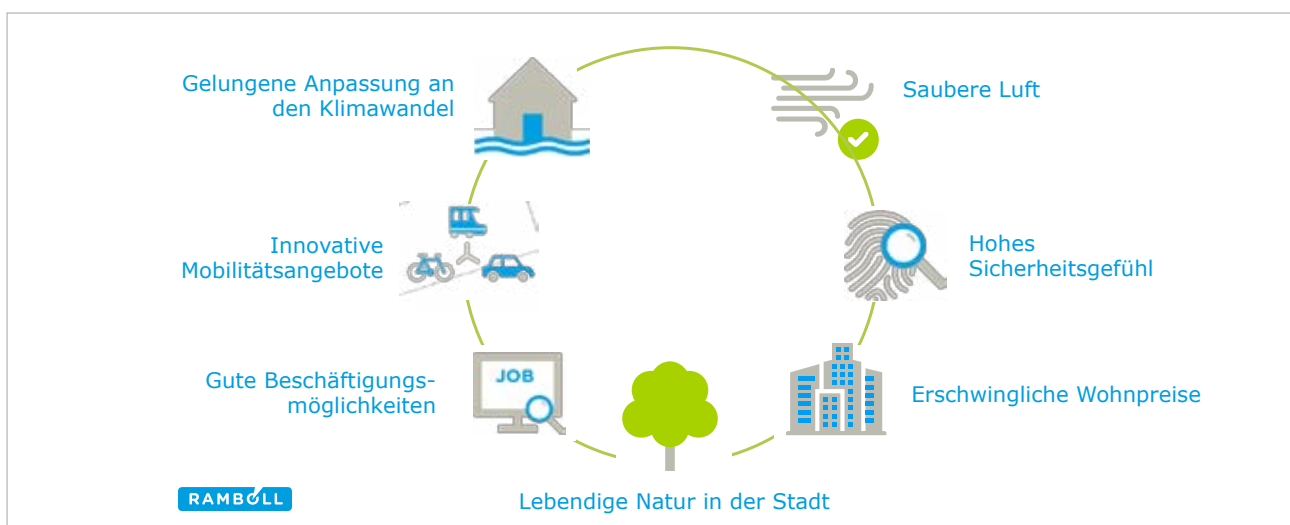 Gelungene Anpassung an
den Klimawandel
Saubere Luft
Innovative
Mobilitätsangebote
Hohes
Sicherheitsgefühl
Gute Beschäftigungs-
möglichkeiten
JOB
Erschwingliche Wohnpreise
Lebendige Natur in der Stadt
RAMBOLL